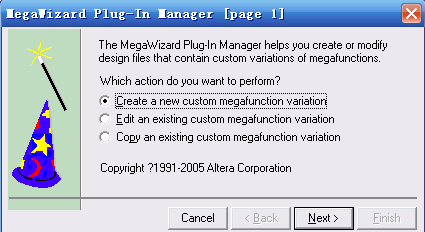 MegaWizard Plug-In Manager [page 1]
The MegaWizard Plug-In Manager helps you create or modify
design files that contain custom variations of megafunctions.
Which action do you want to perform?
Create a new custom megafunction variation
Edit an existing custom megafunction variation
Copy an existing custom megafunction variation
Copyright ?1991-2005 Altera Corporation
Cancel < Back Next > Finish